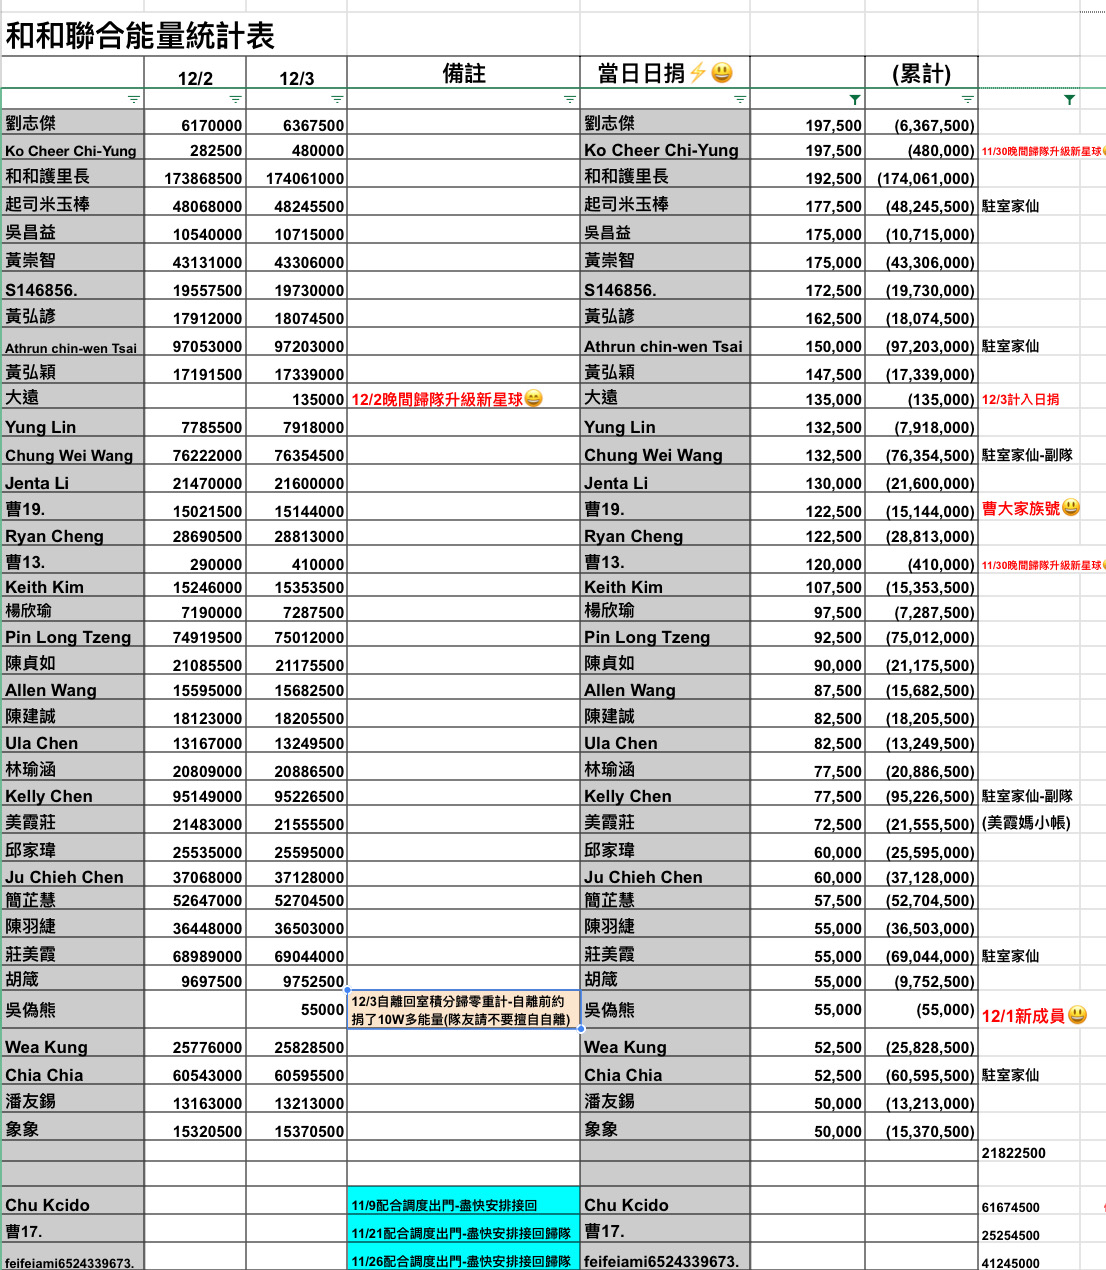 和和聯合能量統計表
12/2 12/3 備註 當日日捐⚡😃 (累計)
劉志傑 6170000 6367500 劉志傑 197,500 (6,367,500)
Ko Cheer Chi-Yung 282500 480000 Ko Cheer Chi-Yung 197,500 (480,000) 11/30晚間歸隊升級新星球
和和護里長 173868500 174061000 和和護里長 192,500 (174,061,000)
起司米玉棒 48068000 48245500 起司米玉棒 177,500 (48,245,500) 駐室家仙
吳昌益 10540000 10715000 吳昌益 175,000 (10,715,000)
黃崇智 43131000 43306000 黃崇智 175,000 (43,306,000)
S146856. 19557500 19730000 S146856. 172,500 (19,730,000)
黃弘諺 17912000 18074500 黃弘諺 162,500 (18,074,500)
Athrun chin-wen Tsai 97053000 97203000 Athrun chin-wen Tsai 150,000 (97,203,000) 駐室家仙
黃弘穎 17191500 17339000 黃弘穎 147,500 (17,339,000)
大遠 135000 12/2晚間歸隊升級新星球😄 大遠 135,000 (135,000) 12/3計入日捐
Yung Lin 7785500 7918000 Yung Lin 132,500 (7,918,000)
Chung Wei Wang 76222000 76354500 Chung Wei Wang 132,500 (76,354,500) 駐室家仙-副隊
Jenta Li 21470000 21600000 Jenta Li 130,000 (21,600,000)
曹19. 15021500 15144000 曹19. 122,500 (15,144,000) 曹大家族號😃
Ryan Cheng 28690500 28813000 Ryan Cheng 122,500 (28,813,000)
曹13. 290000 410000 曹13. 120,000 (410,000) 11/30晚間歸隊升級新星球
Keith Kim 15246000 15353500 Keith Kim 107,500 (15,353,500)
楊欣瑜 7190000 7287500 楊欣瑜 97,500 (7,287,500)
Pin Long Tzeng 74919500 75012000 Pin Long Tzeng 92,500 (75,012,000)
陳貞如 21085500 21175500 陳貞如 90,000 (21,175,500)
Allen Wang 15595000 15682500 Allen Wang 87,500 (15,682,500)
陳建誠 18123000 18205500 陳建誠 82,500 (18,205,500)
Ula Chen 13167000 13249500 Ula Chen 82,500 (13,249,500)
林瑜涵 20809000 20886500 林瑜涵 77,500 (20,886,500)
Kelly Chen 95149000 95226500 Kelly Chen 77,500 (95,226,500) 駐室家仙-副隊
美霞莊 21483000 21555500 美霞莊 72,500 (21,555,500) (美霞媽小帳)
邱家瑋 25535000 25595000 邱家瑋 60,000 (25,595,000)
Ju Chieh Chen 37068000 37128000 Ju Chieh Chen 60,000 (37,128,000)
簡芷慧 52647000 52704500 簡芷慧 57,500 (52,704,500)
陳羽緁 36448000 36503000 陳羽緁 55,000 (36,503,000)
莊美霞 68989000 69044000 莊美霞 55,000 (69,044,000) 駐室家仙
胡箴 9697500 9752500 胡箴 55,000 (9,752,500)
吳偽熊 55000 12/3自離回室積分歸零重計-自離前約
捐了10W多能量(隊友請不要擅自自離) 吳偽熊 55,000 (55,000) 12/1新成員😃
Wea Kung 25776000 25828500 Wea Kung 52,500 (25,828,500)
Chia Chia 60543000 60595500 Chia Chia 52,500 (60,595,500) 駐室家仙
潘友錫 13163000 13213000 潘友錫 50,000 (13,213,000)
象象 15320500 15370500 象象 50,000 (15,370,500)
21822500
Chu Kcido 11/9配合調度出門-盡快安排接回 Chu Kcido 61674500
曹17. 11/21配合調度出門-盡快安排接回歸隊 曹17. 25254500
feifeiami6524339673. 11/26配合調度出門-盡快安排接回歸隊 feifeiami6524339673. 41245000